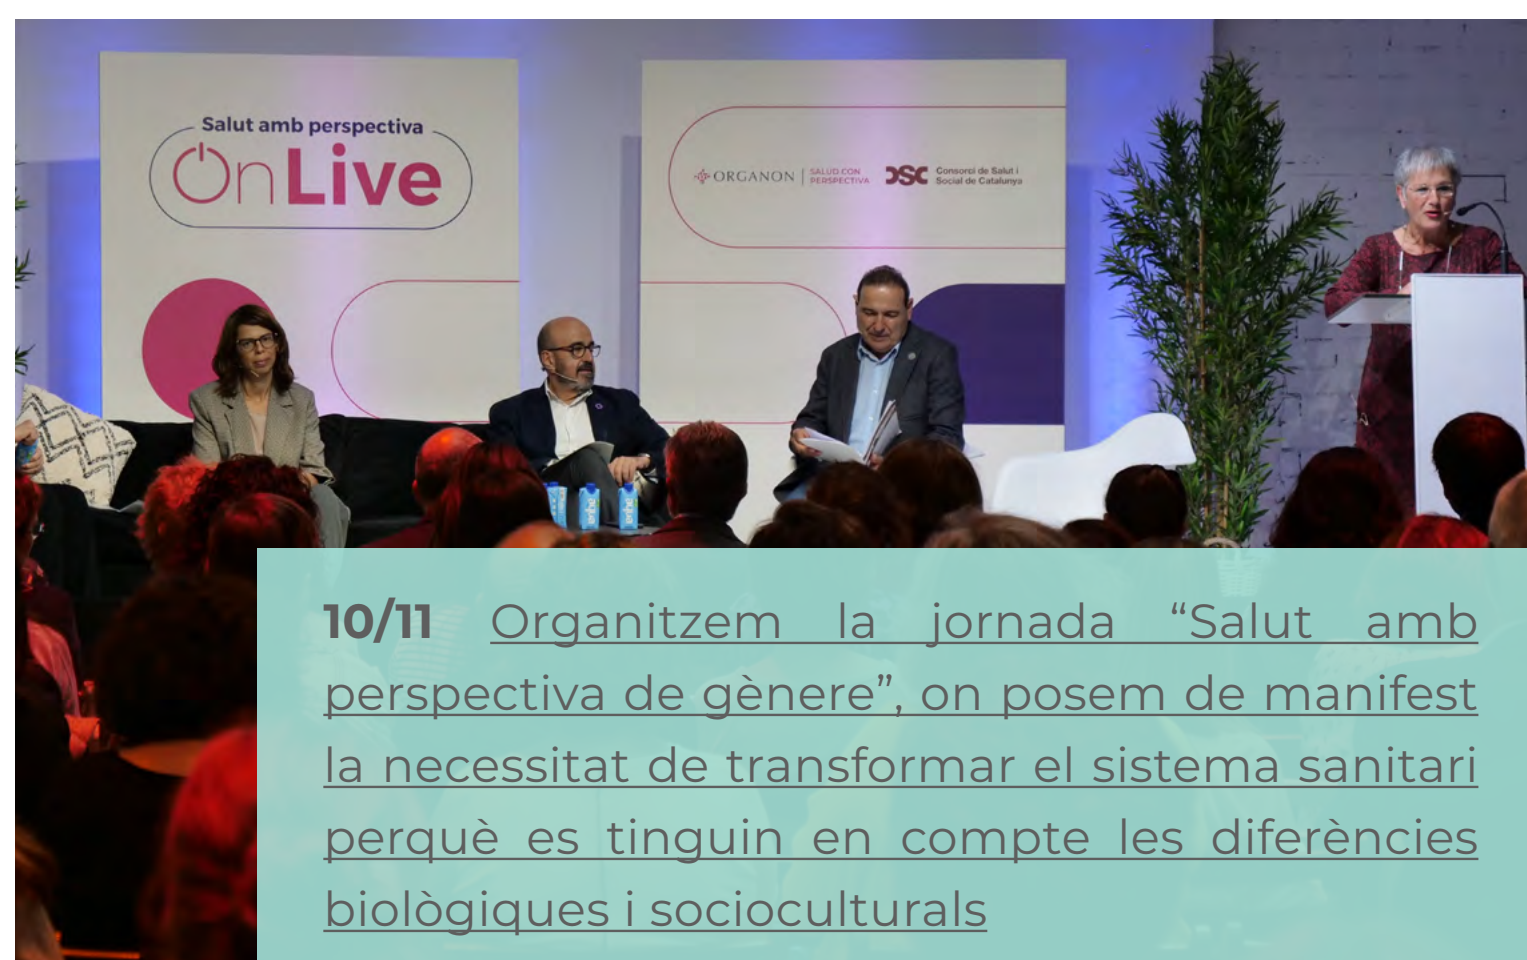 Salut amb perspectiva
OnLive
ORGANON | SALUD CON
PERSPECTIVA
CSC Consorci de Salut i
Social de Catalunya
10/11 Organitzem la jornada “Salut amb
perspectiva de gènere”, on posem de manifest
la necessitat de transformar el sistema sanitari
perquè es tinguin en compte les diferències
biològiques i socioculturals